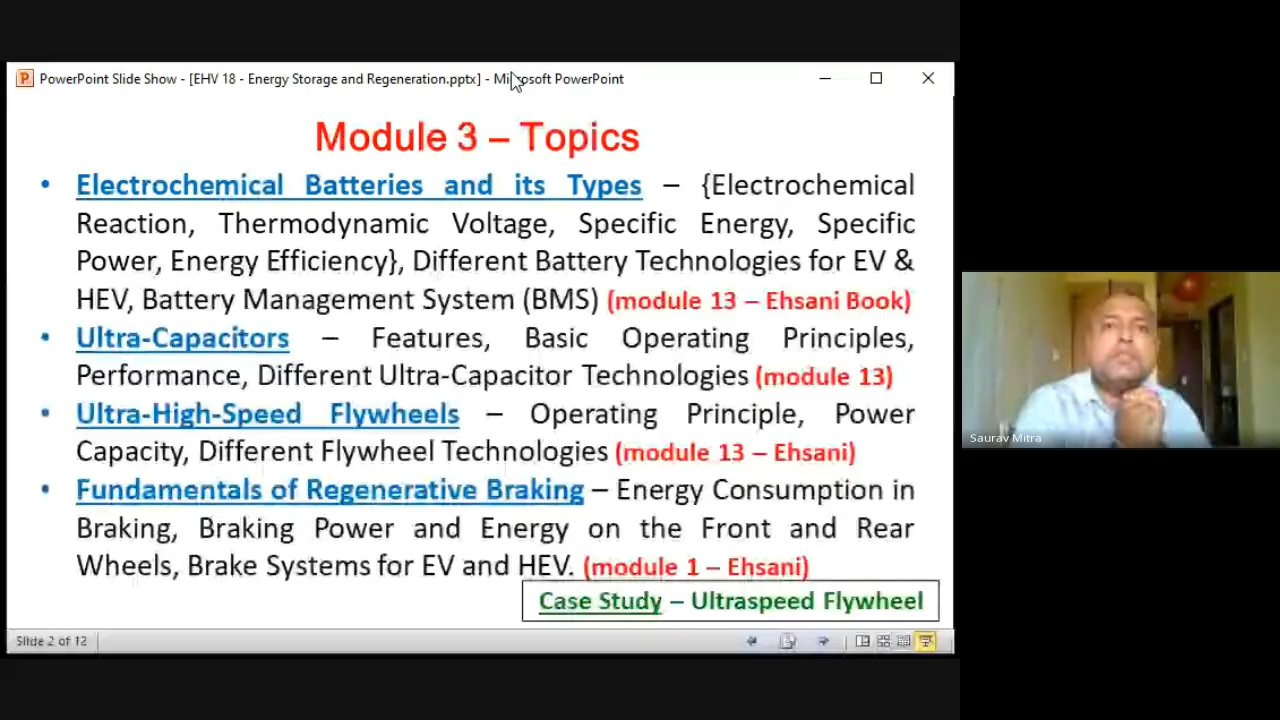 PowerPoint Slide Show - [EHV 18 - Energy Storage and Regeneration.pptx] - Microsoft PowerPoint
Module 3 – Topics
• Electrochemical Batteries and its Types – {Electrochemical
Reaction, Thermodynamic Voltage, Specific Energy, Specific
Power, Energy Efficiency}, Different Battery Technologies for EV &
HEV, Battery Management System (BMS) (module 13 – Ehsani Book)
• Ultra-Capacitors – Features, Basic Operating Principles,
Performance, Different Ultra-Capacitor Technologies (module 13)
• Ultra-High-Speed Flywheels – Operating Principle, Power
Capacity, Different Flywheel Technologies (module 13 – Ehsani)
• Fundamentals of Regenerative Braking – Energy Consumption in
Braking, Braking Power and Energy on the Front and Rear
Wheels, Brake Systems for EV and HEV. (module 1 – Ehsani)
Case Study – Ultraspeed Flywheel
Slide 2 of 12
Saurav Mitra